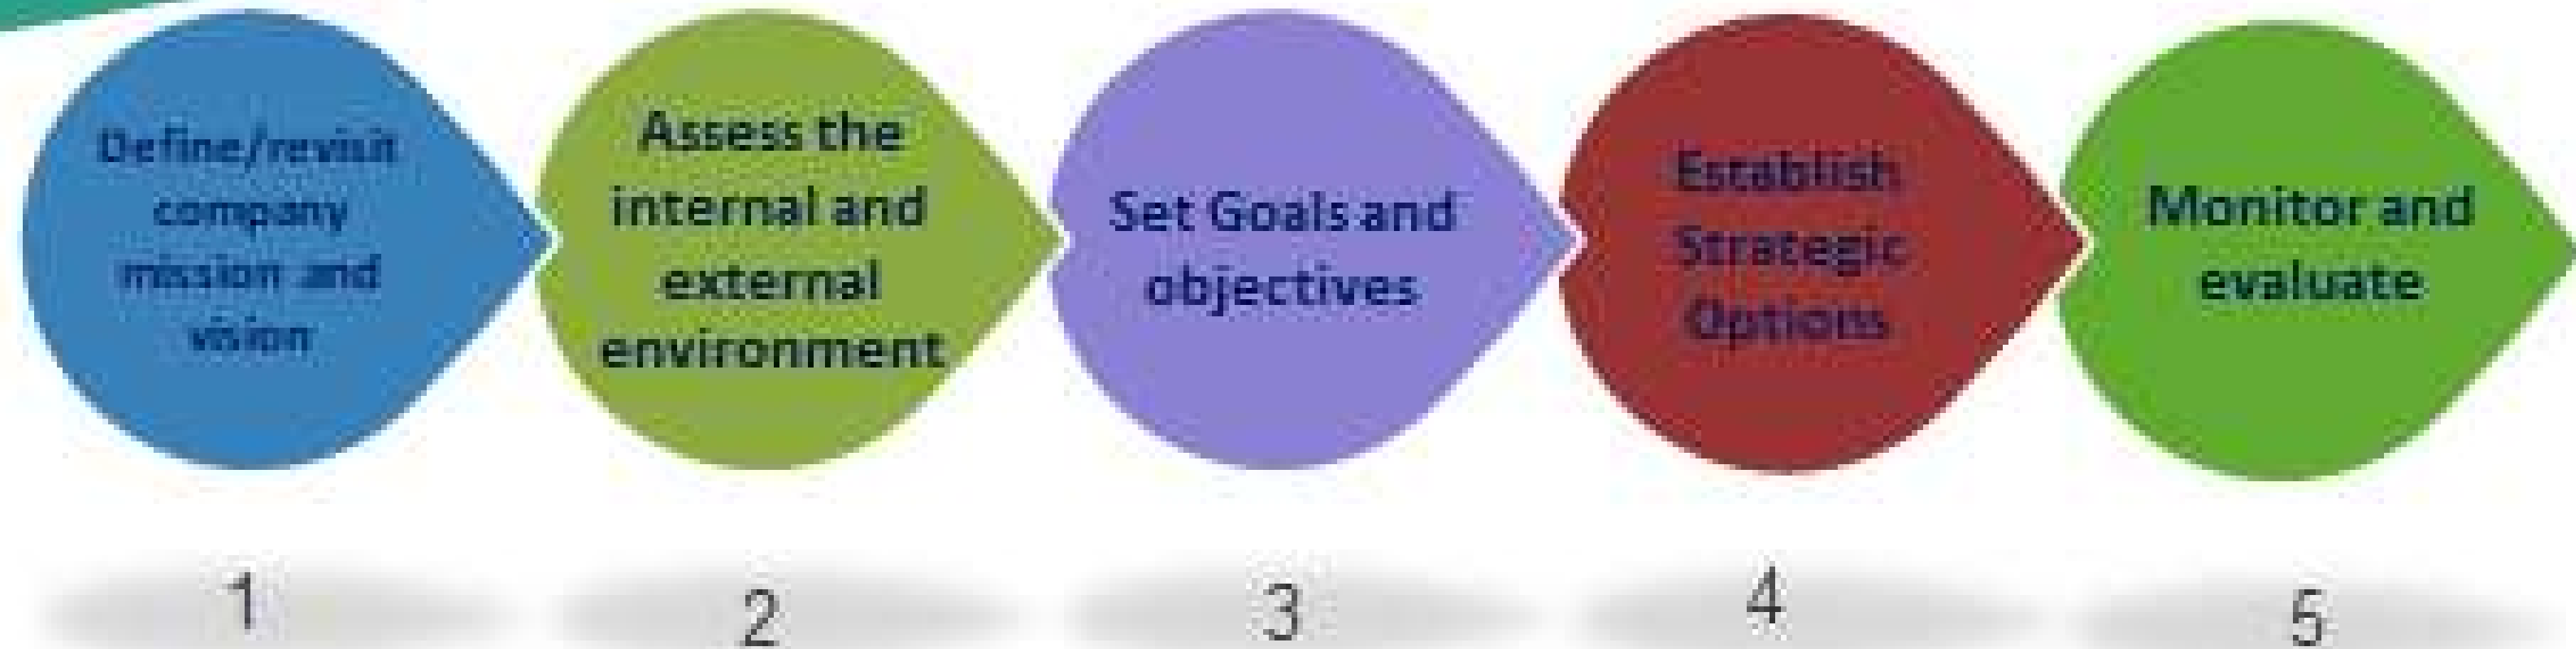 Define/revisit
company
mission and
vision
Assess the
internal and
external
environment
Set Goals and
objectives
Establish
Strategic
Options
Monitor and
evaluate
1
2
3
4
5